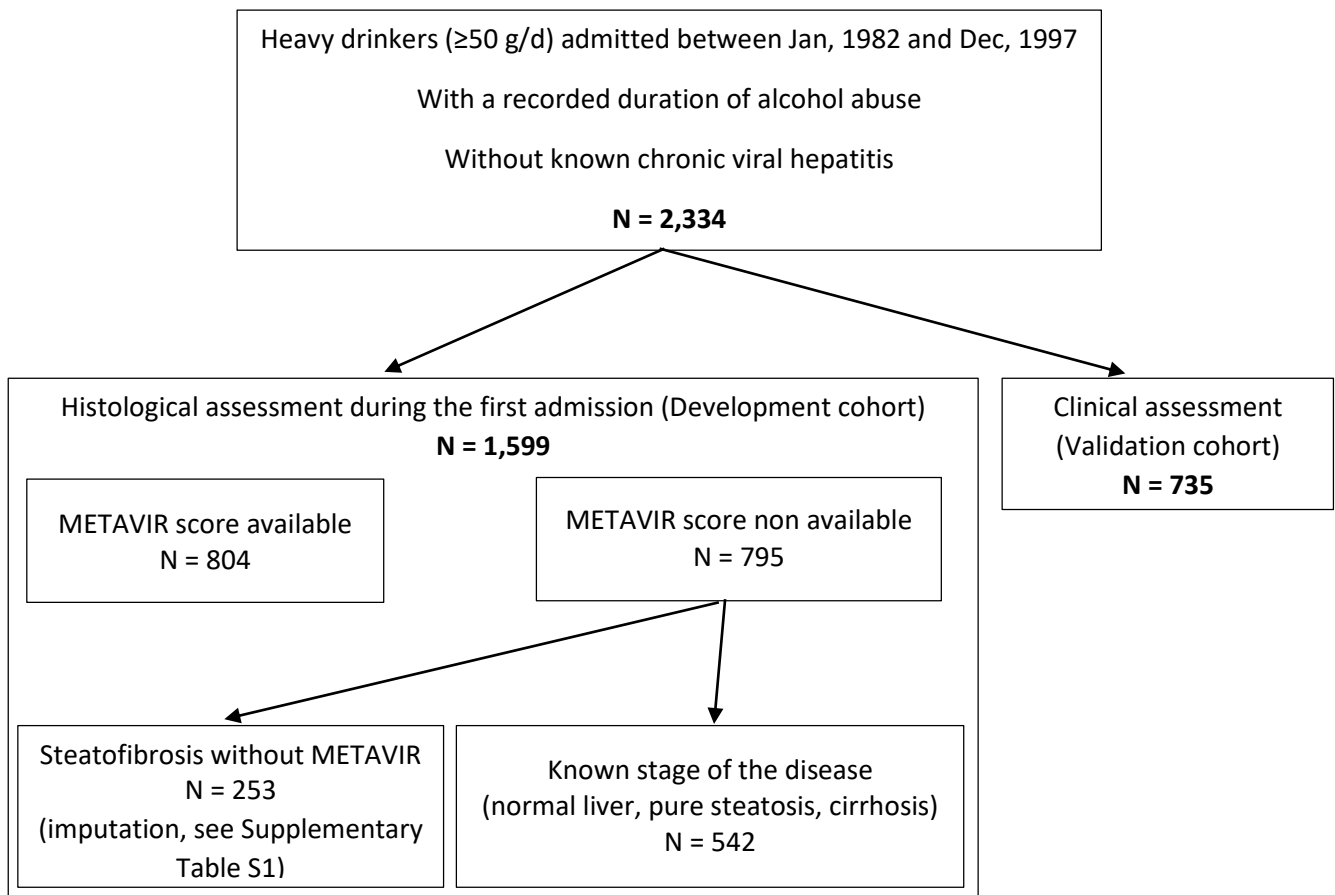 Heavy drinkers (≥50 g/d) admitted between Jan, 1982 and Dec, 1997
With a recorded duration of alcohol abuse
Without known chronic viral hepatitis
N = 2,334
Histological assessment during the first admission (Development cohort)
N = 1,599
Clinical assessment
(Validation cohort)
N = 735
METAVIR score available
N = 804
METAVIR score non available
N = 795
Steatofibrosis without METAVIR
N = 253
(imputation, see Supplementary
Table S1)
Known stage of the disease
(normal liver, pure steatosis, cirrhosis)
N = 542